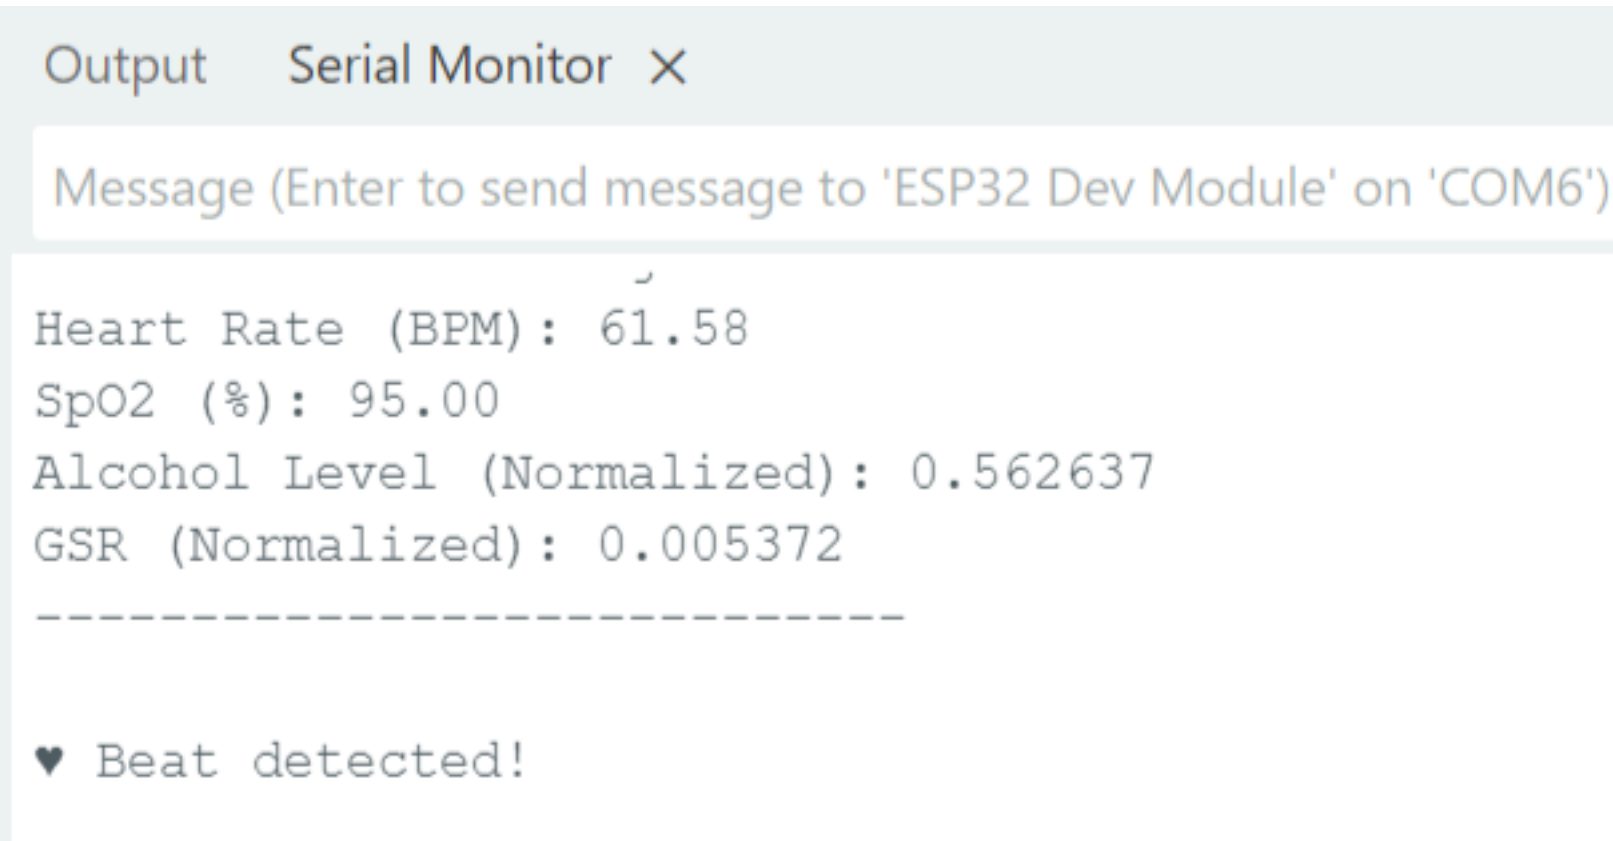 Output Serial Monitor ×
Message (Enter to send message to 'ESP32 Dev Module' on 'COM6')
Heart Rate (BPM): 61.58
SpO2 (%): 95.00
Alcohol Level (Normalized): 0.562637
GSR (Normalized): 0.005372
----------------------------
♥ Beat detected!